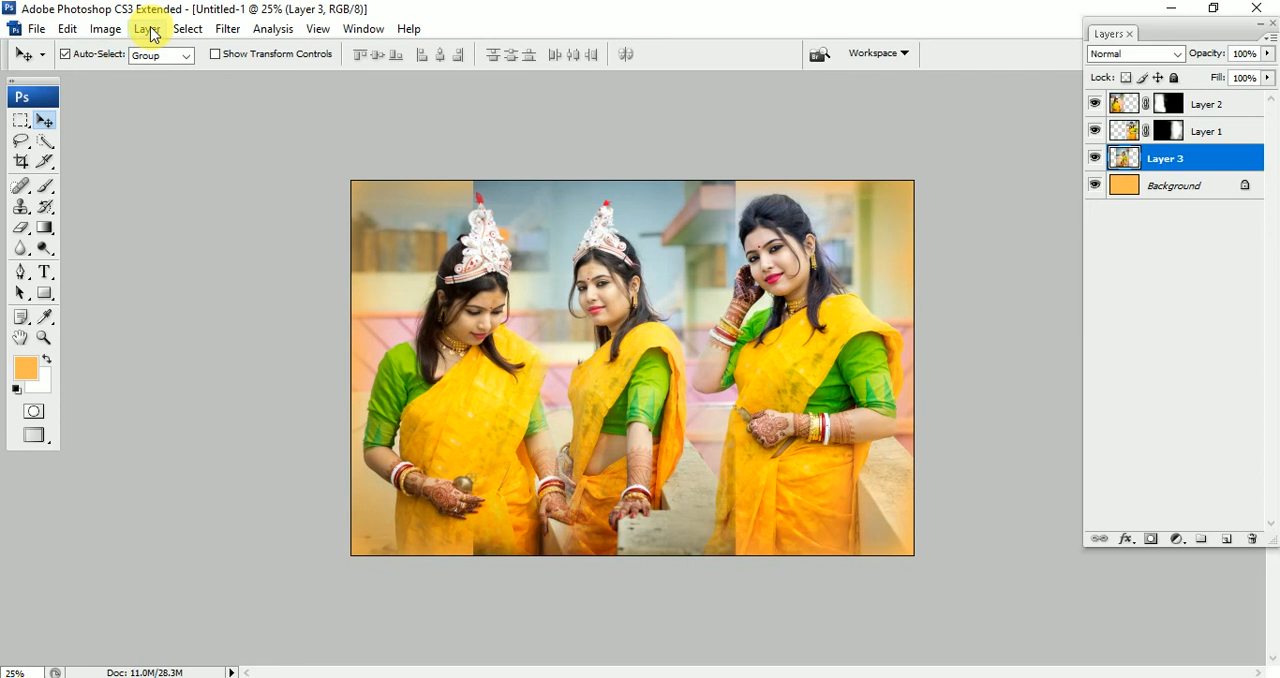 Adobe Photoshop CS3 Extended - [Untitled-1 @ 25% (Layer 3, RGB/8)]
File Edit Image Layer Select Filter Analysis View Window Help
Auto-Select: Group Show Transform Controls Workspace
Ps
Layers
Normal Opacity: 100%
Lock: Fill: 100%
Layer 2
Layer 1
Layer 3
Background
25% Doc: 11.0M/28.3M